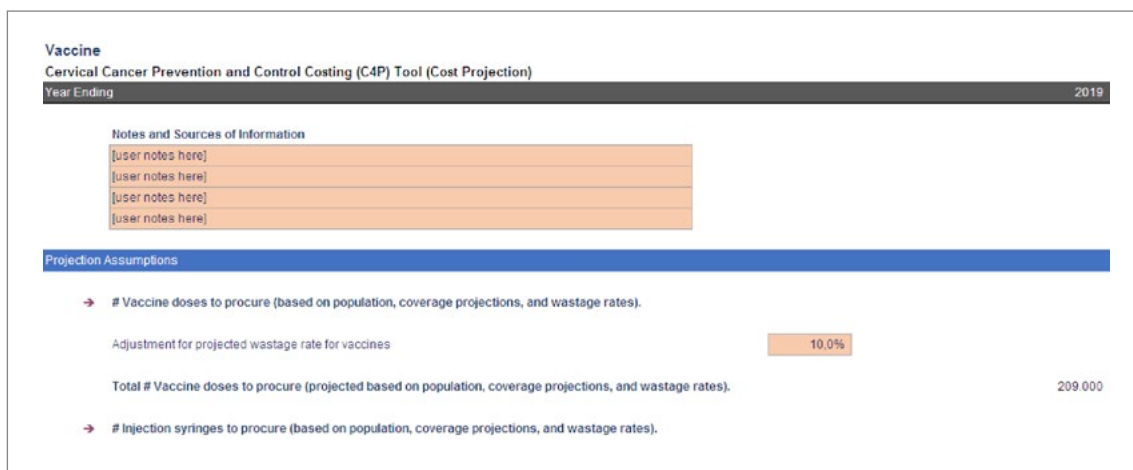 Vaccine
Cervical Cancer Prevention and Control Costing (C4P) Tool (Cost Projection)
Year Ending 2019
Notes and Sources of Information
[user notes here]
[user notes here]
[user notes here]
[user notes here]
Projection Assumptions
→ # Vaccine doses to procure (based on population, coverage projections, and wastage rates).
Adjustment for projected wastage rate for vaccines 10,0%
Total # Vaccine doses to procure (projected based on population, coverage projections, and wastage rates). 209.000
→ # Injection syringes to procure (based on population, coverage projections, and wastage rates).